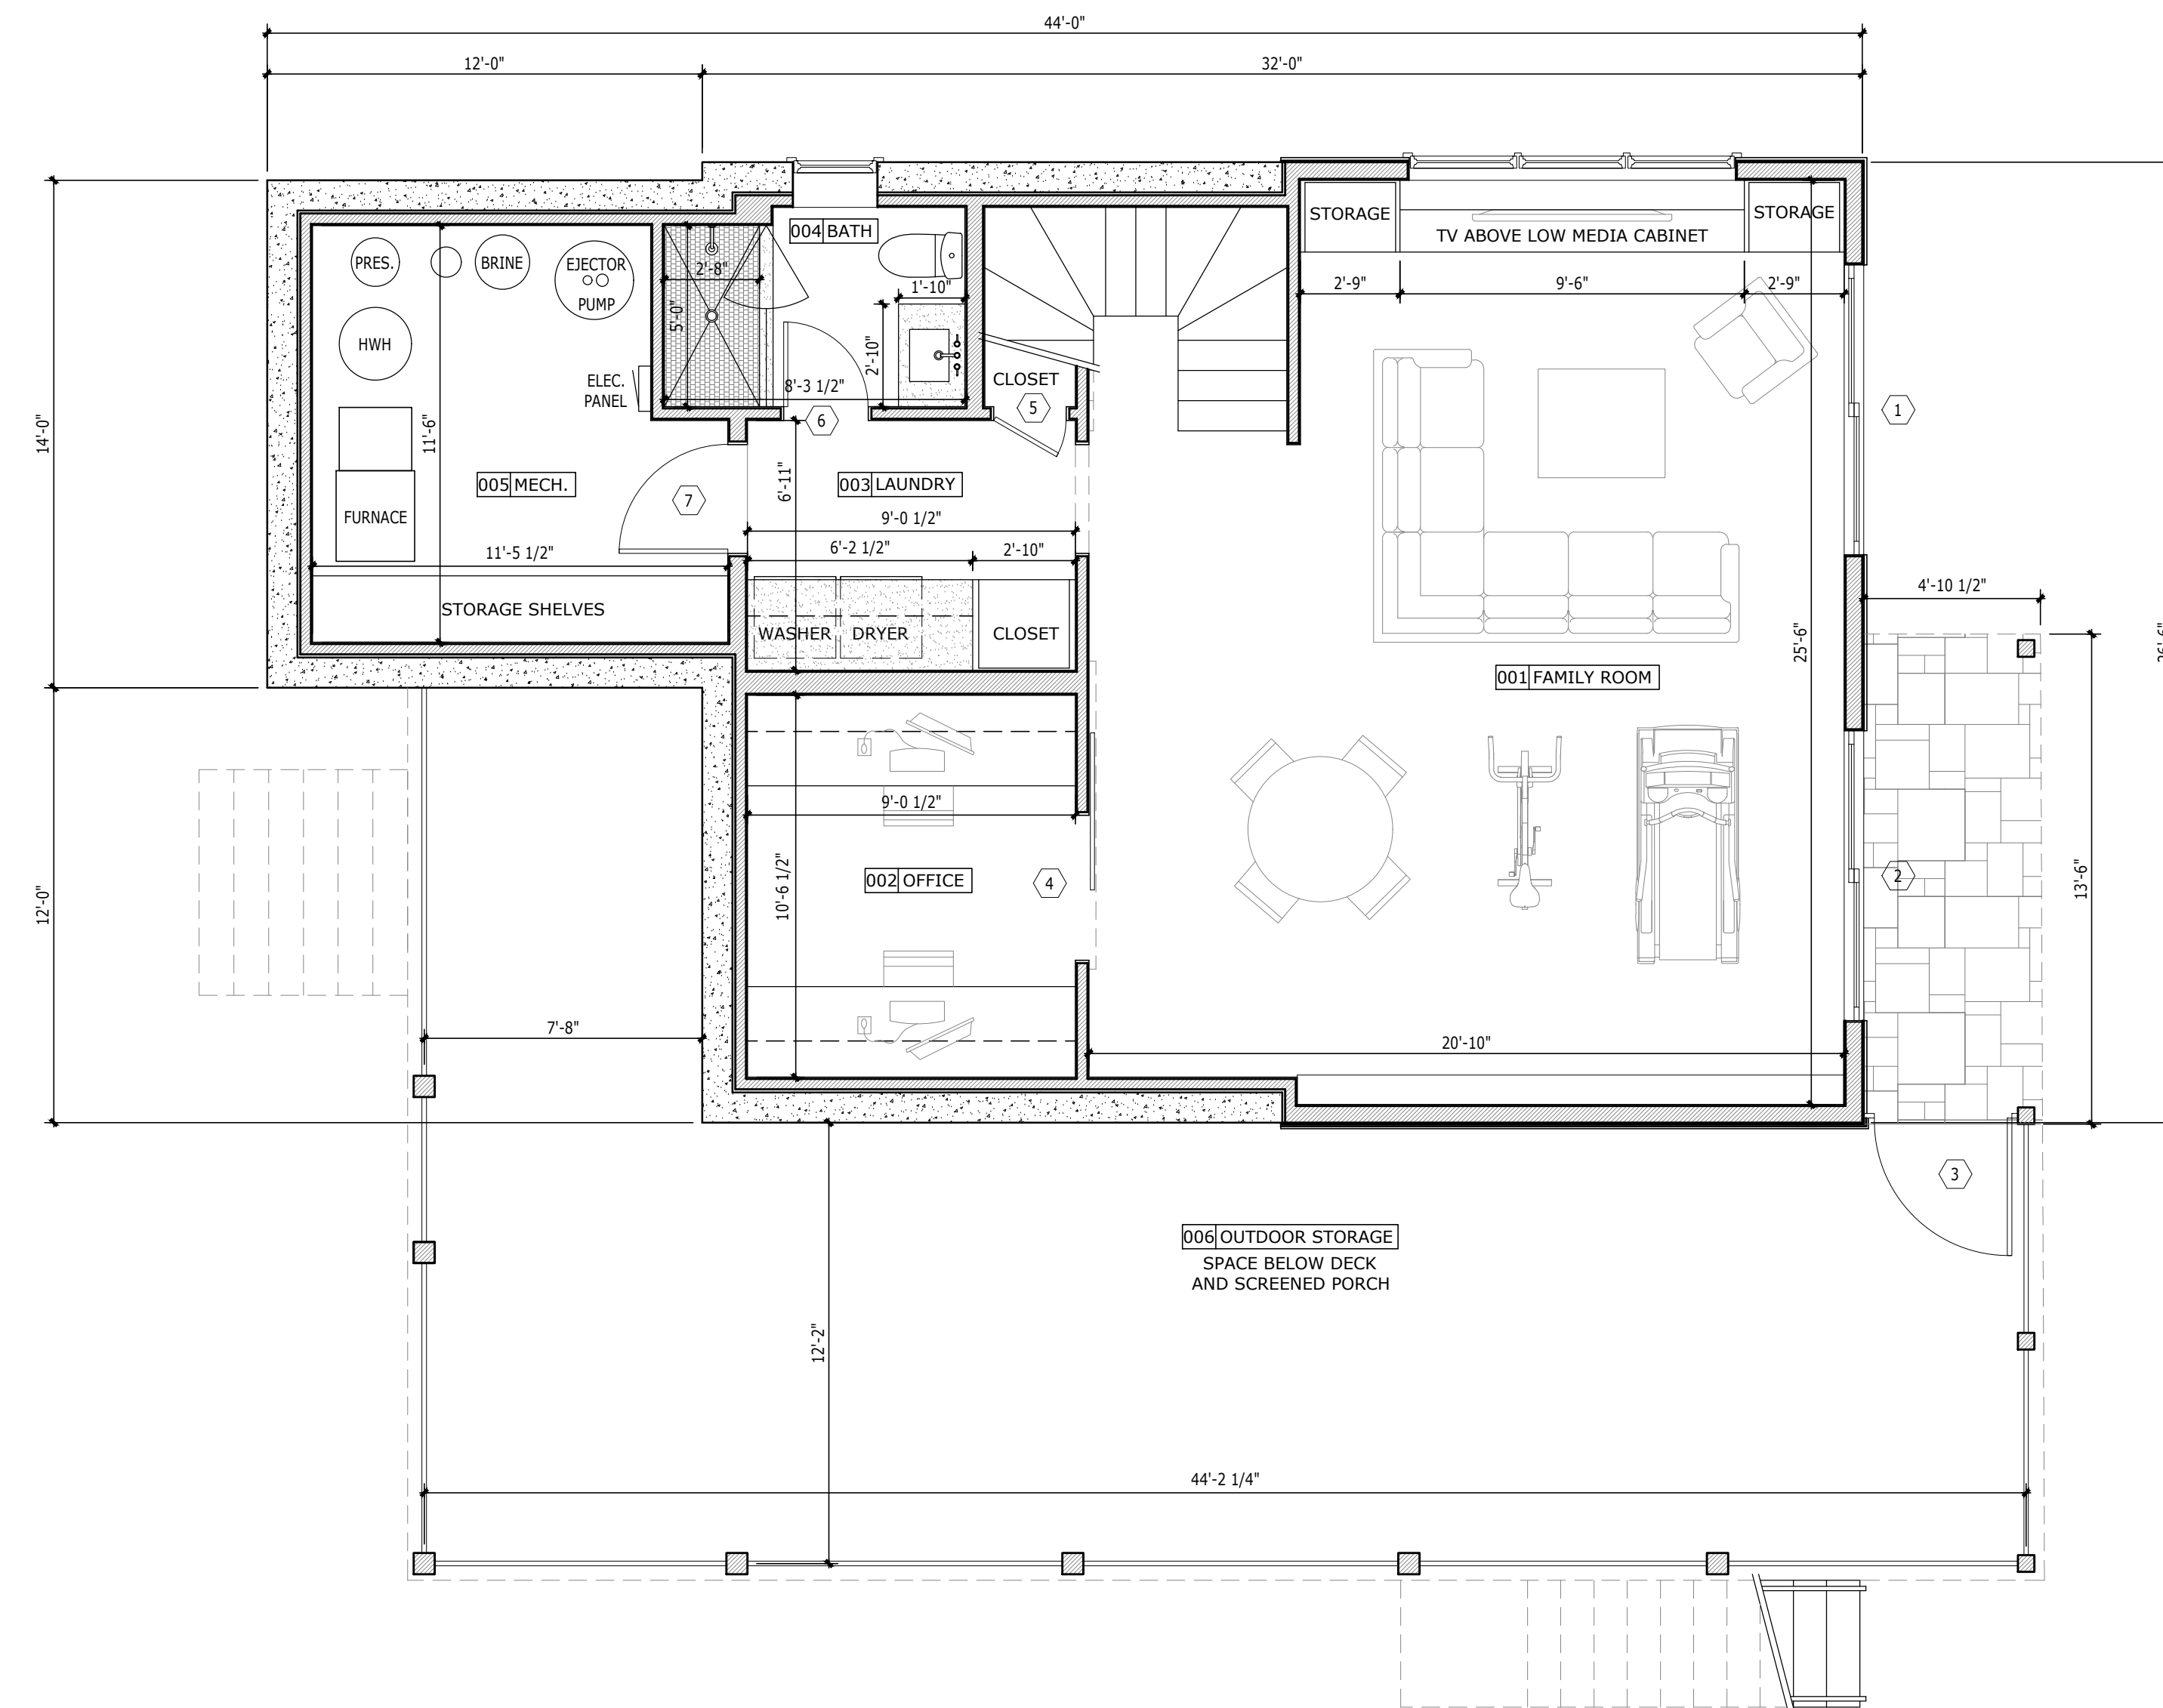 44'-0"
12'-0"
32'-0"
004 BATH
STORAGE
STORAGE
TV ABOVE LOW MEDIA CABINET
PRES.
BRINE
EJECTOR
PUMP
2'-8"
1'-10"
2'-9"
9'-6"
2'-9"
5'-0"
HWH
2'-10"
ELEC.
PANEL
8'-3 1/2"
CLOSET
5
6
1
14'-0"
11'-6"
6'-11"
005 MECH.
7
003 LAUNDRY
FURNACE
9'-0 1/2"
11'-5 1/2"
6'-2 1/2"
2'-10"
4'-10 1/2"
STORAGE SHELVES
WASHER
DRYER
CLOSET
25'-6"
26'-6"
001 FAMILY ROOM
9'-0 1/2"
12'-0"
10'-6 1/2"
002 OFFICE
4
2
13'-6"
7'-8"
20'-10"
3
006 OUTDOOR STORAGE
SPACE BELOW DECK
AND SCREENED PORCH
12'-2"
44'-2 1/4"